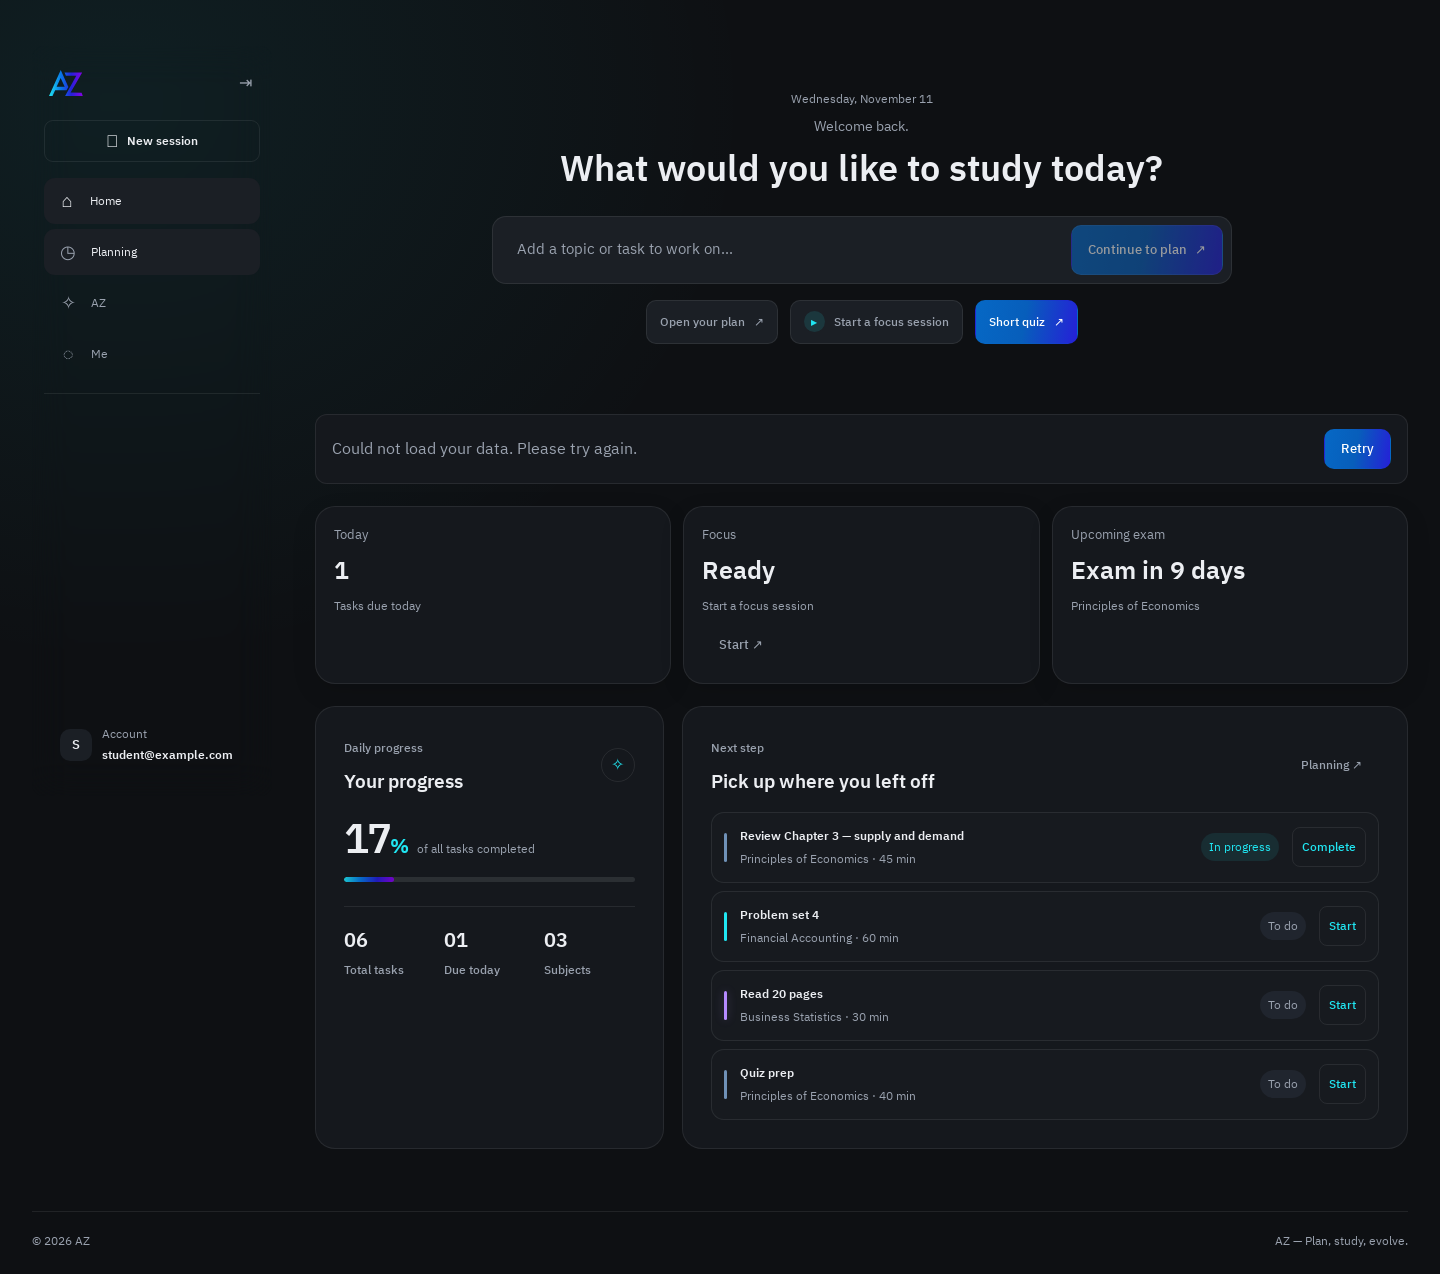 AZ
New session
Home
Planning
AZ
Me
Account
S
student@example.com
Wednesday, November 11
Welcome back.
What would you like to study today?
Add a topic or task to work on...
Continue to plan ↗
Open your plan ↗
Start a focus session
Short quiz ↗
Could not load your data. Please try again.
Retry
Today
1
Tasks due today
Focus
Ready
Start a focus session
Start ↗
Upcoming exam
Exam in 9 days
Principles of Economics
Daily progress
Your progress
17% of all tasks completed
06
Total tasks
01
Due today
03
Subjects
Next step
Pick up where you left off
Planning ↗
Review Chapter 3 — supply and demand
Principles of Economics · 45 min
In progress
Complete
Problem set 4
Financial Accounting · 60 min
To do
Start
Read 20 pages
Business Statistics · 30 min
To do
Start
Quiz prep
Principles of Economics · 40 min
To do
Start
© 2026 AZ
AZ — Plan, study, evolve.